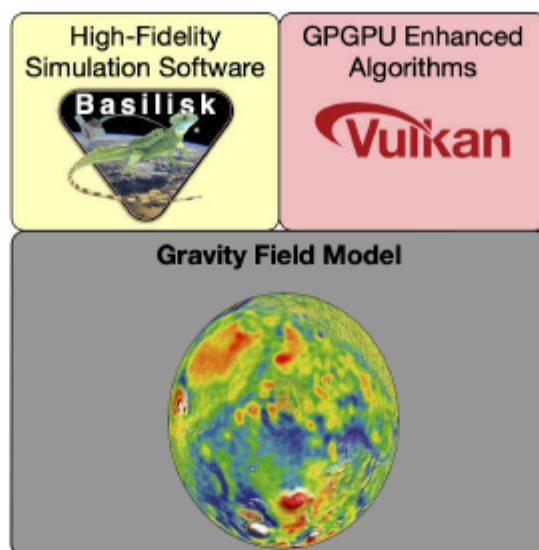 High-Fidelity
Simulation Software
Basilisk
GPGPU Enhanced
Algorithms
Vulkan
Gravity Field Model